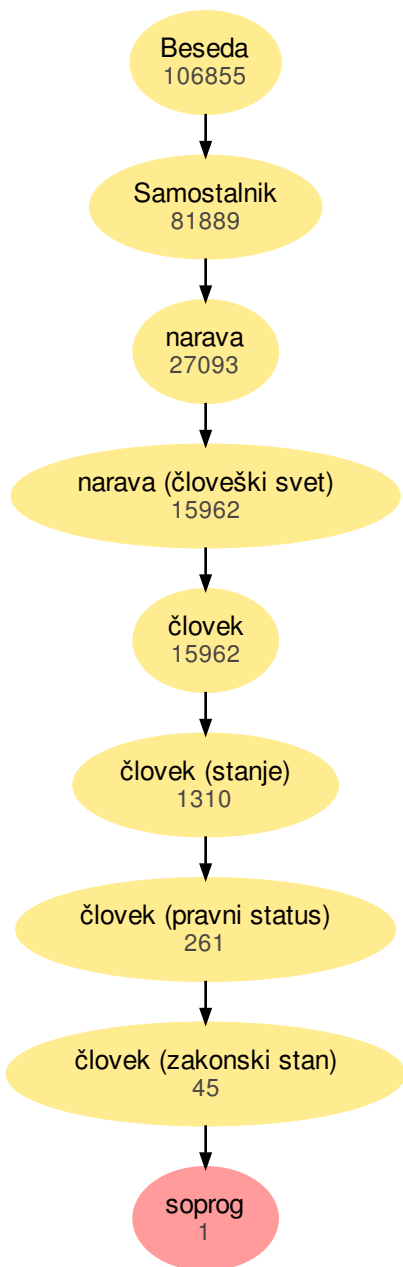 Beseda
106855
Samostalnik
81889
narava
27093
narava (človeški svet)
15962
človek
15962
človek (stanje)
1310
človek (pravni status)
261
človek (zakonski stan)
45
soprog
1